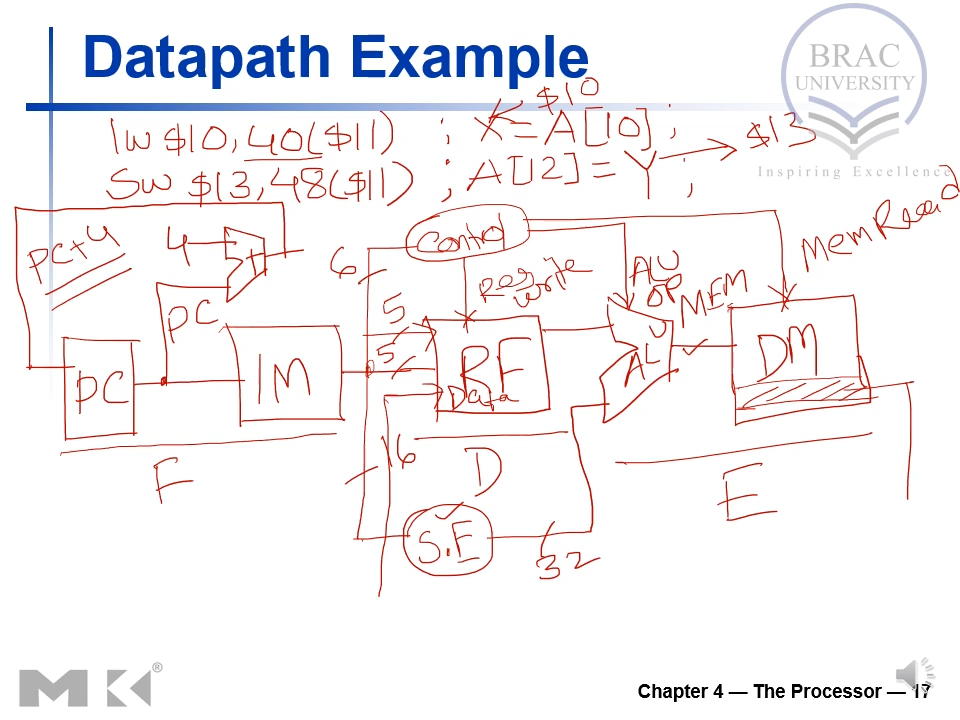 Datapath Example
BRAC
UNIVERSITY
Inspiring Excellence
$10
lw $10, 40($11) ; X = A[10] ;
$13
Sw $13, 48($11) ; A[12] = Y ;
PC+4
4
+
PC
6
Control
Reg
write
ALU
OP
MEM
MemRead
5
5
PC
IM
RF
Data
ALU
DM
F
16
D
E
S.E
32
MK®
Chapter 4 — The Processor — 17